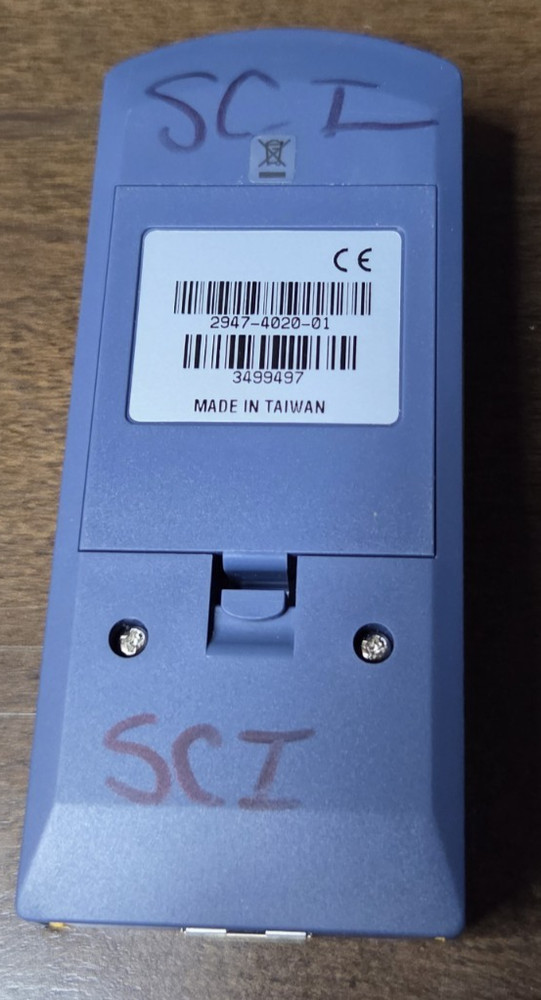 SCI
CE
2947-4020-01
3499497
MADE IN TAIWAN
SCI